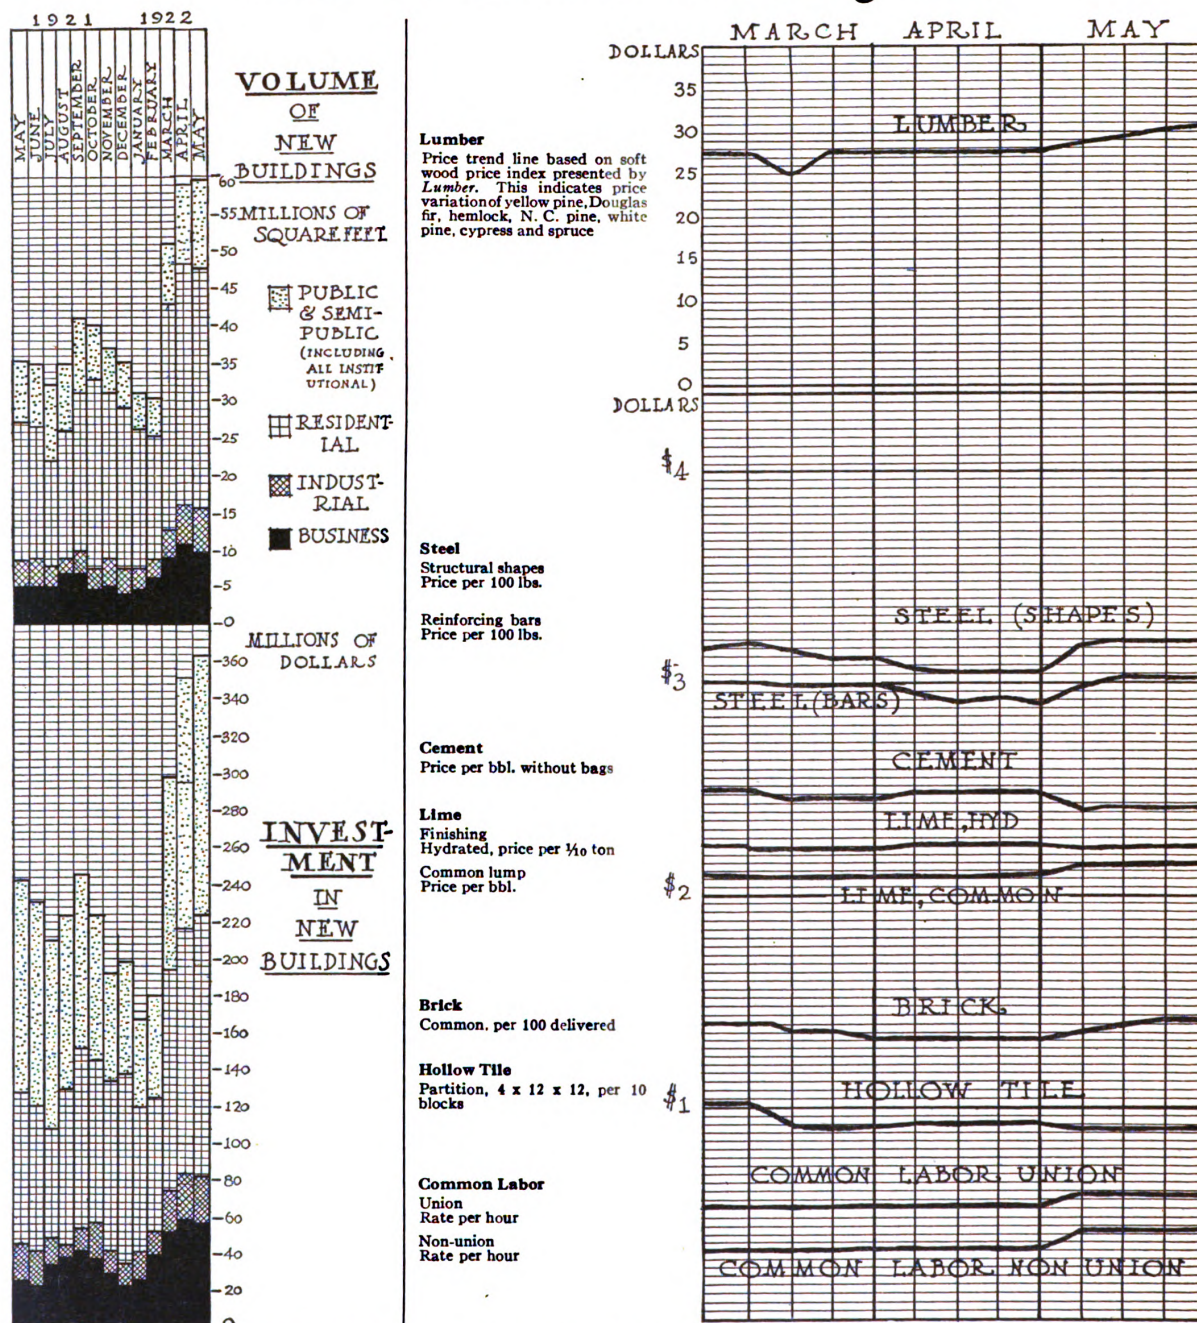 1921 1922
MAY
JUNE
JULY
AUGUST
SEPTEMBER
OCTOBER
NOVEMBER
DECEMBER
JANUARY
FEBRUARY
MARCH
APRIL
MAY
VOLUME
OF
NEW
BUILDINGS
MILLIONS OF
SQUARE FEET
60
55
50
45
40
35
30
25
20
15
10
5
0
PUBLIC
& SEMI-
PUBLIC
(INCLUDING
ALL INSTIT
UTIONAL)
RESIDENT-
IAL
INDUST-
RIAL
BUSINESS
MILLIONS OF
DOLLARS
360
340
320
300
280
260
240
220
200
180
160
140
120
100
80
60
40
20
0
INVEST-
MENT
IN
NEW
BUILDINGS
Lumber
Price trend line based on soft
wood price index presented by
Lumber. This indicates price
variation of yellow pine, Douglas
fir, hemlock, N. C. pine, white
pine, cypress and spruce
Steel
Structural shapes
Price per 100 lbs.
Reinforcing bars
Price per 100 lbs.
Cement
Price per bbl. without bags
Lime
Finishing
Hydrated, price per 1/10 ton
Common lump
Price per bbl.
Brick
Common, per 100 delivered
Hollow Tile
Partition, 4 x 12 x 12, per 10
blocks
Common Labor
Union
Rate per hour
Non-union
Rate per hour
MARCH APRIL MAY
DOLLARS
35
30
25
20
15
10
5
0
LUMBER
DOLLARS
$4
$3
$2
$1
STEEL (SHAPES)
STEEL (BARS)
CEMENT
LIME, HYD
LIME, COMMON
BRICK
HOLLOW TILE
COMMON LABOR UNION
COMMON LABOR NON UNION